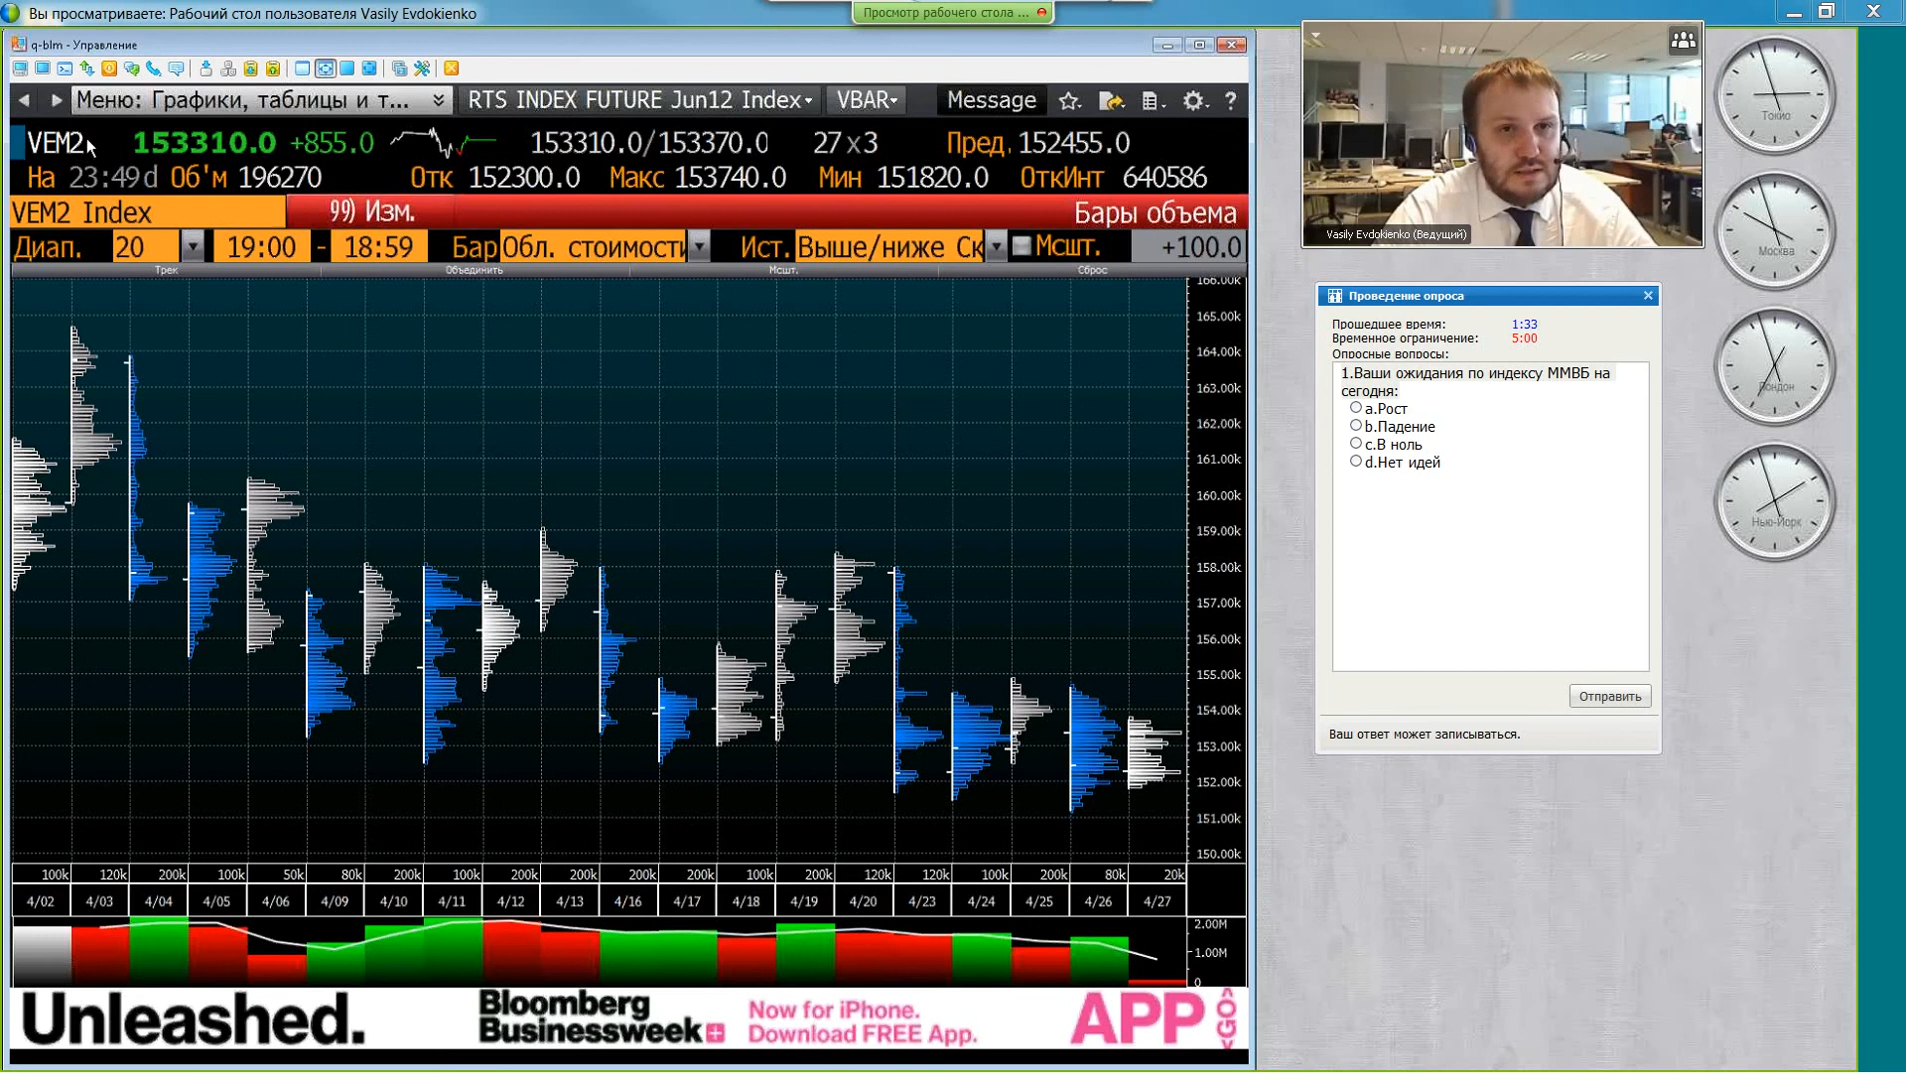 Вы просматриваете: Рабочий стол пользователя Vasily Evdokienko
Просмотр рабочего стола ...
q-blm - Управление
Меню: Графики, таблицы и т...
RTS INDEX FUTURE Jun12 Index
VBAR
Message
?
VEM2 153310.0 +855.0 153310.0/153370.0 27x3 Пред. 152455.0
На 23:49d Об'м 196270 Отк 152300.0 Макс 153740.0 Мин 151820.0 ОткИнт 640586
VEM2 Index 99) Изм. Бары объема
Диап. 20 19:00 - 18:59 Бар Обл. стоимости Ист. Выше/ниже Ск Мсшт. +100.0
Трек Объединить Мсшт. Сброс
166.00k
165.00k
164.00k
163.00k
162.00k
161.00k
160.00k
159.00k
158.00k
157.00k
156.00k
155.00k
154.00k
153.00k
152.00k
151.00k
150.00k
100k 120k 200k 100k 50k 80k 200k 100k 200k 200k 200k 200k 100k 200k 120k 120k 200k 80k 20k
4/02 4/03 4/04 4/05 4/06 4/09 4/10 4/11 4/12 4/13 4/16 4/17 4/18 4/19 4/20 4/23 4/24 4/25 4/26 4/27
2.00M
1.00M
0
Unleashed.
Bloomberg
Businessweek+
Now for iPhone.
Download FREE App.
APP
<GO>
Vasily Evdokienko (Ведущий)
Проведение опроса
Прошедшее время: 1:33
Временное ограничение: 5:00
Опросные вопросы:
1.Ваши ожидания по индексу ММВБ на
сегодня:
a.Рост
b.Падение
c.В ноль
d.Нет идей
Отправить
Ваш ответ может записываться.
Токио
Москва
Лондон
Нью-Йорк